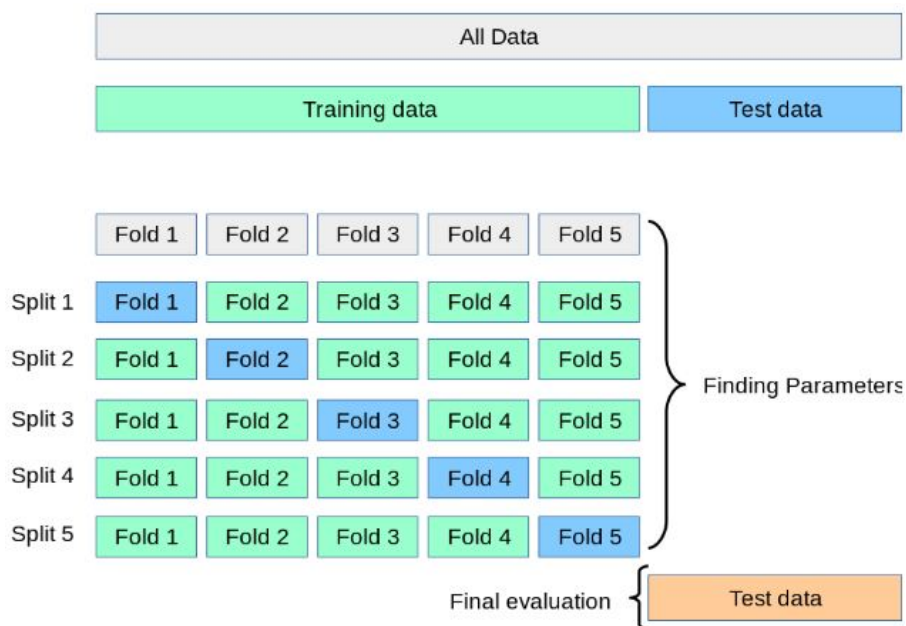 All Data
Training data Test data
Fold 1 Fold 2 Fold 3 Fold 4 Fold 5
Split 1 Fold 1 Fold 2 Fold 3 Fold 4 Fold 5
Split 2 Fold 1 Fold 2 Fold 3 Fold 4 Fold 5
Finding Parameters
Split 3 Fold 1 Fold 2 Fold 3 Fold 4 Fold 5
Split 4 Fold 1 Fold 2 Fold 3 Fold 4 Fold 5
Split 5 Fold 1 Fold 2 Fold 3 Fold 4 Fold 5
Final evaluation Test data